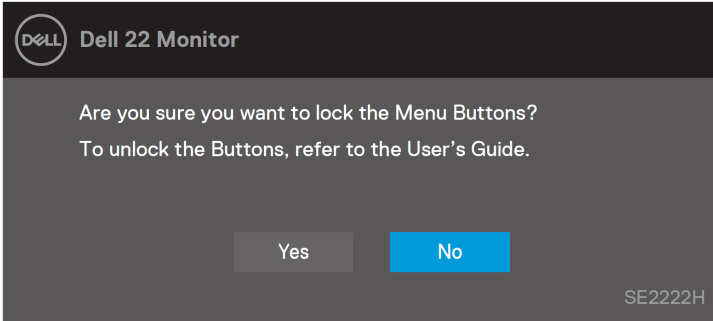 DELL Dell 22 Monitor
Are you sure you want to lock the Menu Buttons?
To unlock the Buttons, refer to the User’s Guide.
Yes No
SE2222H